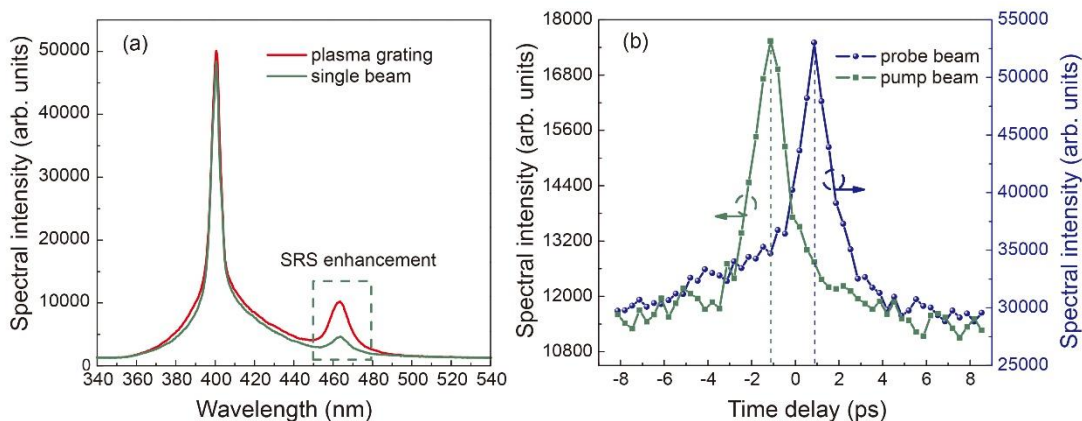 (a)
plasma grating
single beam
SRS enhancement
Spectral intensity (arb. units)
50000
40000
30000
20000
10000
0
340 360 380 400 420 440 460 480 500 520 540
Wavelength (nm)
(b)
probe beam
pump beam
Spectral intensity (arb. units)
18000
16800
15600
14400
13200
12000
10800
-8 -6 -4 -2 0 2 4 6 8
Time delay (ps)
55000
50000
45000
40000
35000
30000
25000
Spectral intensity (arb. units)